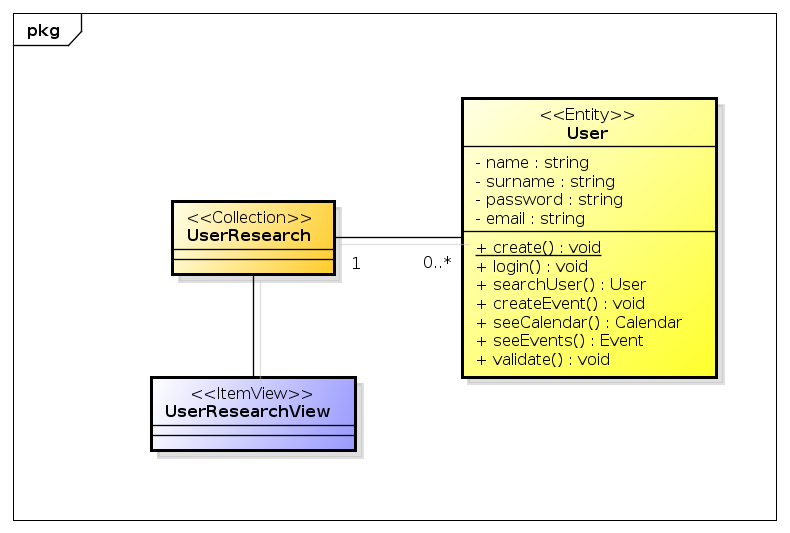 pkg
<<Entity>>
User
- name : string
- surname : string
- password : string
- email : string
+ create() : void
+ login() : void
+ searchUser() : User
+ createEvent() : void
+ seeCalendar() : Calendar
+ seeEvents() : Event
+ validate() : void
<<Collection>>
UserResearch
1
0..*
<<ItemView>>
UserResearchView